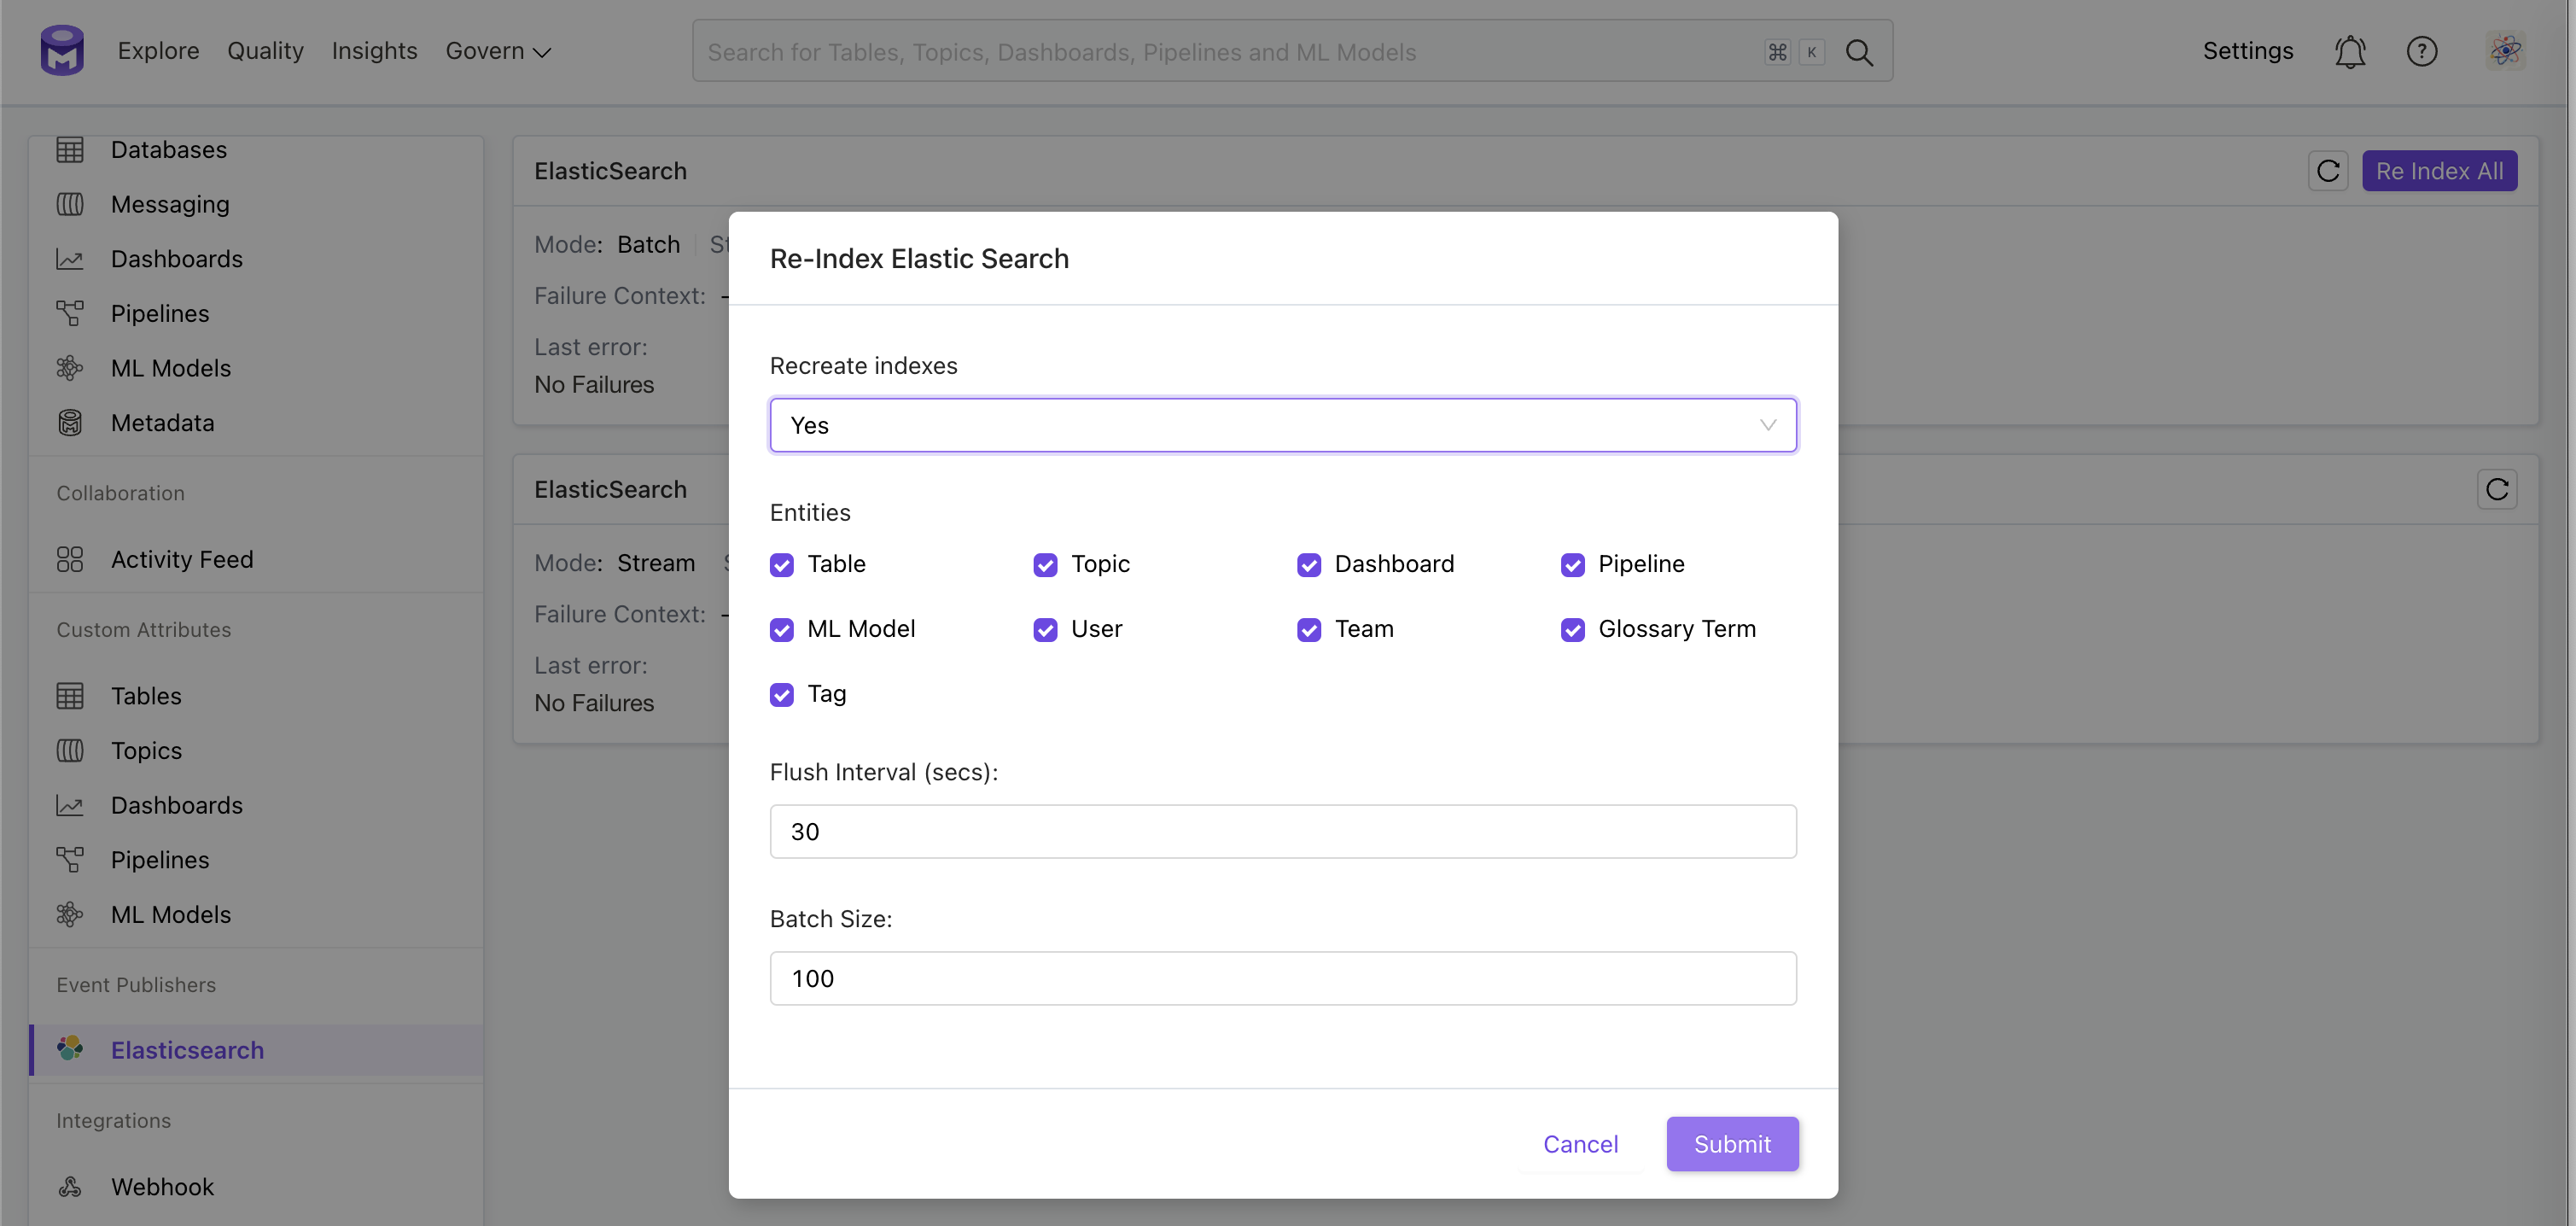 Explore Quality Insights Govern
Search for Tables, Topics, Dashboards, Pipelines and ML Models
⌘ K
Settings
Databases
Messaging
Dashboards
Pipelines
ML Models
Metadata
Collaboration
Activity Feed
Custom Attributes
Tables
Topics
Dashboards
Pipelines
ML Models
Event Publishers
Elasticsearch
Integrations
Webhook
ElasticSearch
Re Index All
Mode: Batch
Failure Context:
Last error:
No Failures
ElasticSearch
Mode: Stream
Failure Context:
Last error:
No Failures
Re-Index Elastic Search
Recreate indexes
Yes
Entities
Table Topic Dashboard Pipeline
ML Model User Team Glossary Term
Tag
Flush Interval (secs):
30
Batch Size:
100
Cancel Submit